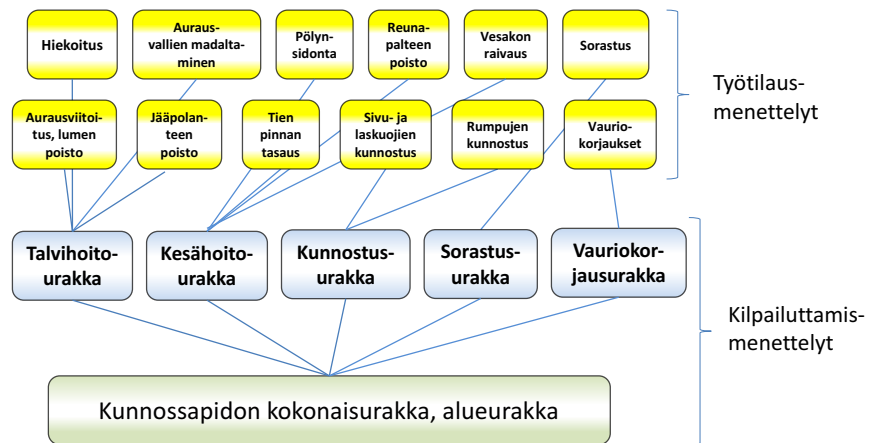 Hiekoitus
Auraus-
vallien madalta-
minen
Pölyn-
sidonta
Reuna-
palteen
poisto
Vesakon
raivaus
Sorastus
Työtilaus-
menettelyt
Aurausviitoi-
tus, lumen
poisto
Jääpolan-
teen
poisto
Tien
pinnan
tasaus
Sivu- ja
laskuojien
kunnostus
Rumpujen
kunnostus
Vaurio-
korjaukset
Talvihoito-
urakka
Kesähoito-
urakka
Kunnostus-
urakka
Sorastus-
urakka
Vauriokor-
jausurakka
Kilpailuttamis-
menettelyt
Kunnossapidon kokonaisurakka, alueurakka